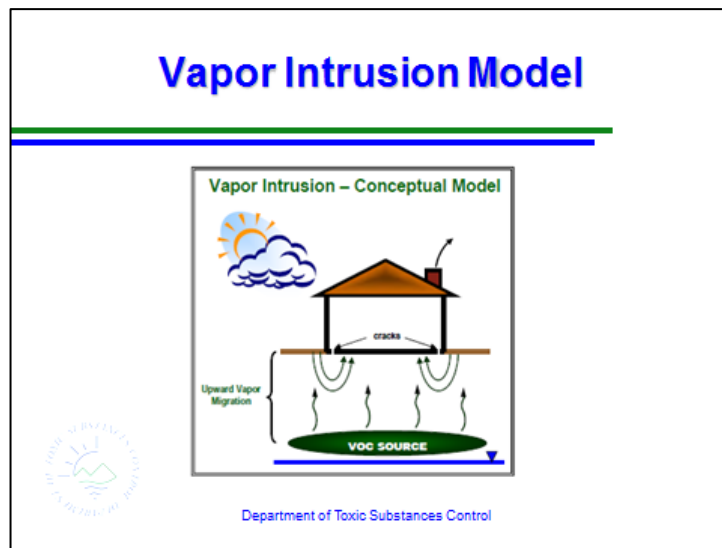 Vapor Intrusion Model
Vapor Intrusion – Conceptual Model
cracks
Upward Vapor
Migration
VOC SOURCE
Department of Toxic Substances Control